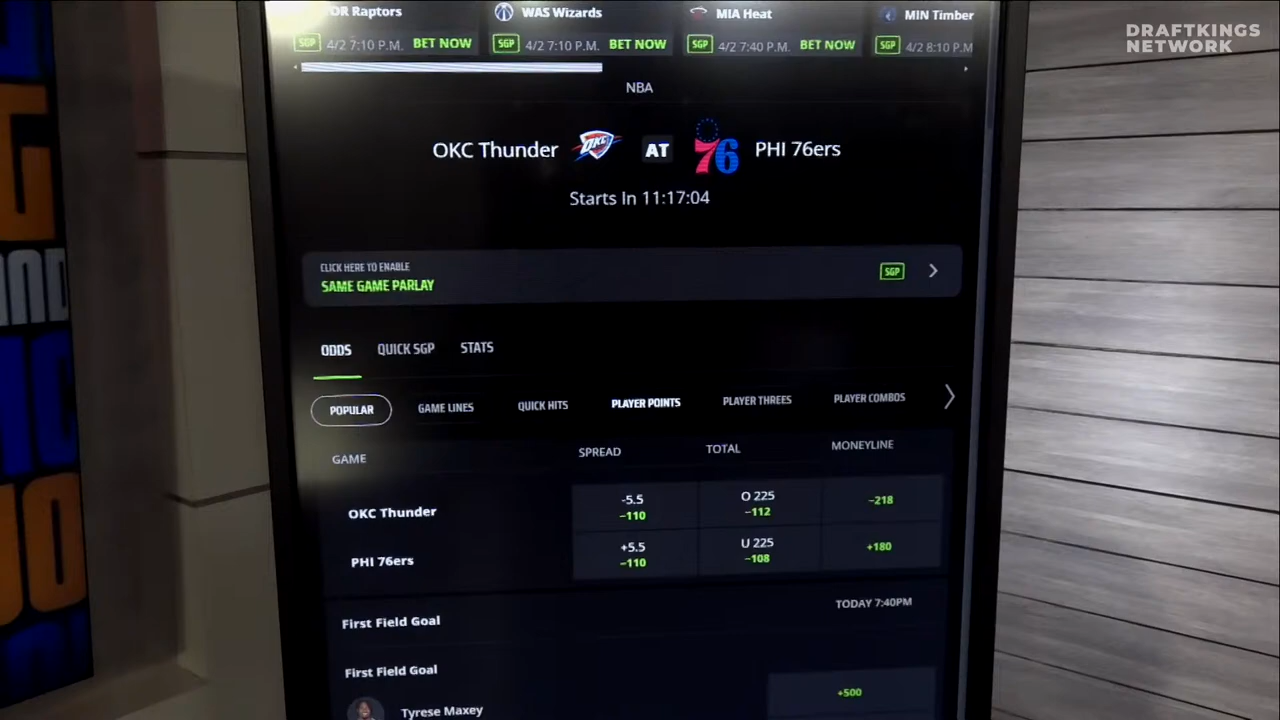 DRAFTKINGS
NETWORK
Raptors
WAS Wizards
MIA Heat
MIN Timber
SGP 4/2 7:10 P.M. BET NOW
SGP 4/2 7:10 P.M. BET NOW
SGP 4/2 7:40 P.M. BET NOW
SGP 4/2 8:10 P.M
NBA
OKC Thunder OKC AT 76 PHI 76ers
Starts In 11:17:04
CLICK HERE TO ENABLE
SAME GAME PARLAY
SGP
ODDS QUICK SGP STATS
POPULAR GAME LINES QUICK HITS PLAYER POINTS PLAYER THREES PLAYER COMBOS
GAME SPREAD TOTAL MONEYLINE
OKC Thunder
-5.5
-110
O 225
-112
-218
PHI 76ers
+5.5
-110
U 225
-108
+180
TODAY 7:40PM
First Field Goal
First Field Goal
Tyrese Maxey
+500